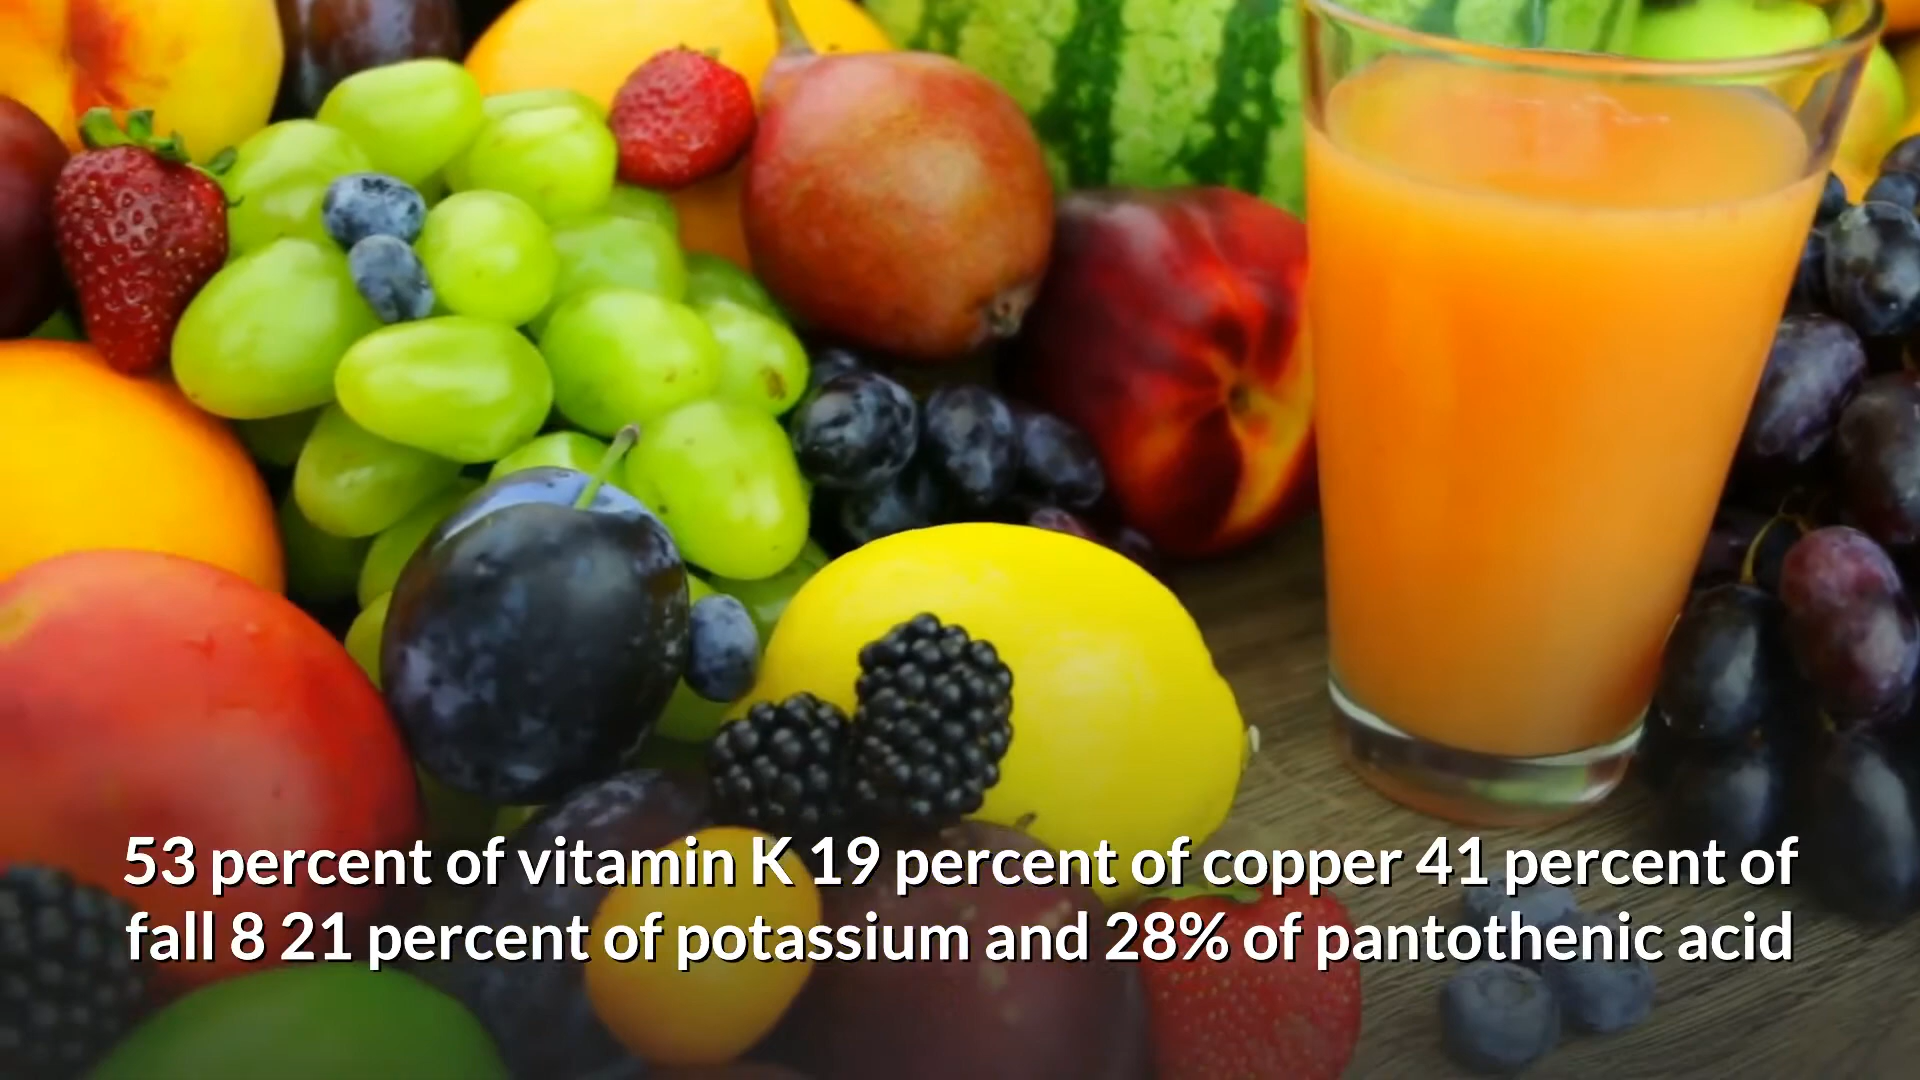 53 percent of vitamin K 19 percent of copper 41 percent of
fall 8 21 percent of potassium and 28% of pantothenic acid